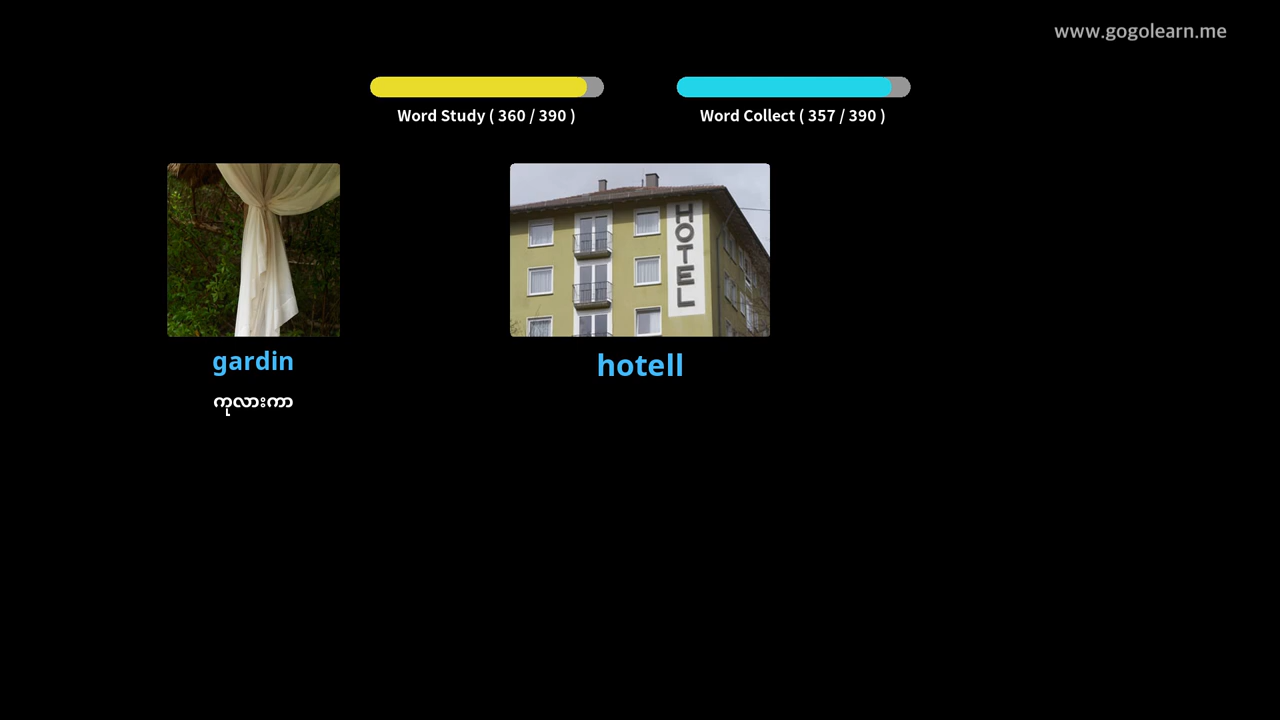 www.gogolearn.me
Word Study ( 360 / 390 )
Word Collect ( 357 / 390 )
HOTEL
gardin
hotell
ကုလားကာ